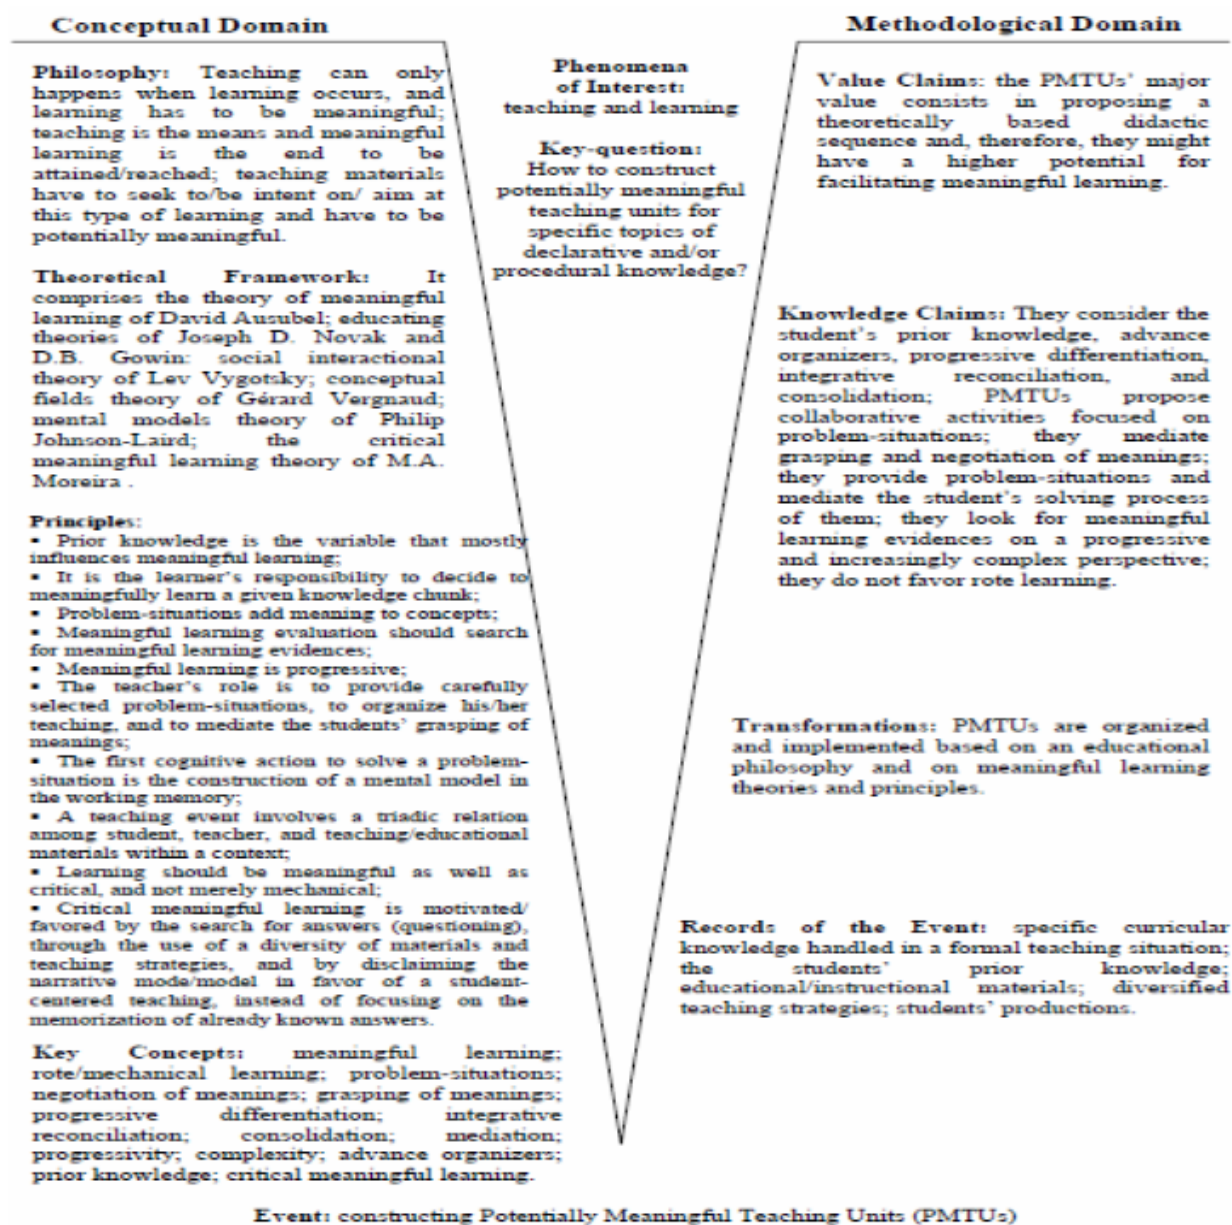 Conceptual Domain
Philosophy: Teaching can only
happens when learning occurs, and
learning has to be meaningful;
teaching is the means and meaningful
learning is the end to be
attained/reached; teaching materials
have to seek to/be intent on/ aim at
this type of learning and have to be
potentially meaningful.
Theoretical Framework: It
comprises the theory of meaningful
learning of David Ausubel; educating
theories of Joseph D. Novak and
D.B. Gowin: social interactional
theory of Lev Vygotsky; conceptual
fields theory of Gérard Vergnaud;
mental models theory of Philip
Johnson-Laird; the critical
meaningful learning theory of M.A.
Moreira .
Principles:
▪ Prior knowledge is the variable that mostly
influences meaningful learning;
▪ It is the learner's responsibility to decide to
meaningfully learn a given knowledge chunk;
▪ Problem-situations add meaning to concepts;
▪ Meaningful learning evaluation should search
for meaningful learning evidences;
▪ Meaningful learning is progressive;
▪ The teacher's role is to provide carefully
selected problem-situations, to organize his/her
teaching, and to mediate the students' grasping of
meanings;
▪ The first cognitive action to solve a problem-
situation is the construction of a mental model in
the working memory;
▪ A teaching event involves a triadic relation
among student, teacher, and teaching/educational
materials within a context;
▪ Learning should be meaningful as well as
critical, and not merely mechanical;
▪ Critical meaningful learning is motivated/
favored by the search for answers (questioning),
through the use of a diversity of materials and
teaching strategies, and by disclaiming the
narrative mode/model in favor of a student-
centered teaching, instead of focusing on the
memorization of already known answers.
Key Concepts: meaningful learning;
rote/mechanical learning; problem-situations;
negotiation of meanings; grasping of meanings;
progressive differentiation; integrative
reconciliation; consolidation; mediation;
progressivity; complexity; advance organizers;
prior knowledge; critical meaningful learning.
Phenomena
of Interest:
teaching and learning
Key-question:
How to construct
potentially meaningful
teaching units for
specific topics of
declarative and/or
procedural knowledge?
Methodological Domain
Value Claims: the PMTUs' major
value consists in proposing a
theoretically based didactic
sequence and, therefore, they might
have a higher potential for
facilitating meaningful learning.
Knowledge Claims: They consider the
student's prior knowledge, advance
organizers, progressive differentiation,
integrative reconciliation, and
consolidation; PMTUs propose
collaborative activities focused on
problem-situations; they mediate
grasping and negotiation of meanings;
they provide problem-situations and
mediate the student's solving process
of them; they look for meaningful
learning evidences on a progressive
and increasingly complex perspective;
they do not favor rote learning.
Transformations: PMTUs are organized
and implemented based on an educational
philosophy and on meaningful learning
theories and principles.
Records of the Event: specific curricular
knowledge handled in a formal teaching situation;
the students' prior knowledge;
educational/instructional materials; diversified
teaching strategies; students' productions.
Event: constructing Potentially Meaningful Teaching Units (PMTUs)